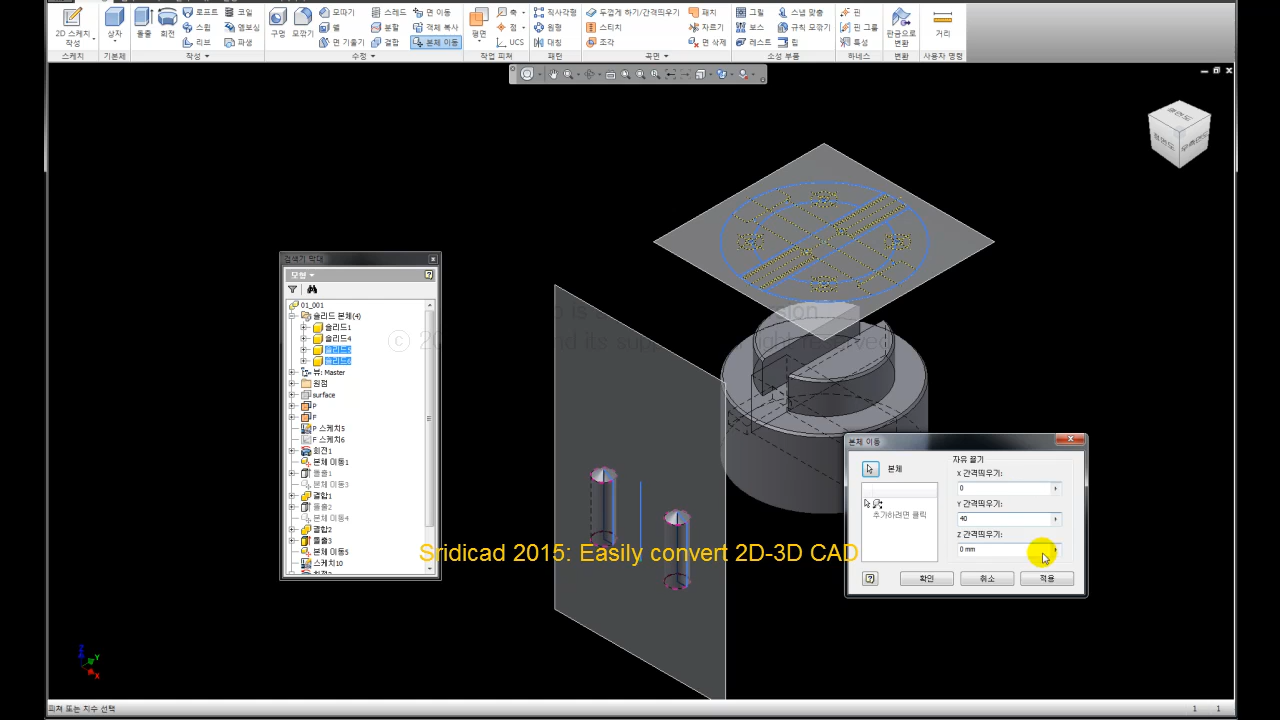 2D 스케치
작성
스케치
상자
기본체
돌출
회전
로프트
스윕
리브
코일
엠보싱
파생
작성
구멍
모깎기
모따기
쉘
면 기울기
스레드
분할
결합
면 이동
객체 복사
본체 이동
수정
평면
축
점
UCS
작업 피쳐
직사각형
원형
대칭
패턴
두껍게 하기/간격띄우기
스티치
조각
패치
자르기
면 삭제
곡면
그릴
보스
레스트
스냅 맞춤
규칙 모깎기
립
소성 부품
핀
핀 그룹
특성
하네스
판금으로
변환
변환
거리
사용자 명령
검색기 막대
모형
01_001
솔리드 본체(4)
솔리드1
솔리드4
뷰: Master
원점
surface
P
F
P 스케치5
F 스케치6
회전1
본체 이동1
돌출1
본체 이동3
결합1
돌출2
본체 이동4
결합2
돌출3
본체 이동5
스케치10
본체 이동
본체
추가하려면 클릭
자유 끌기
X 간격띄우기:
0
Y 간격띄우기:
40
Z 간격띄우기:
0 mm
확인
취소
적용
Sridicad 2015: Easily convert 2D-3D CAD
Z
Y
X
피쳐 또는 치수 선택
1 1